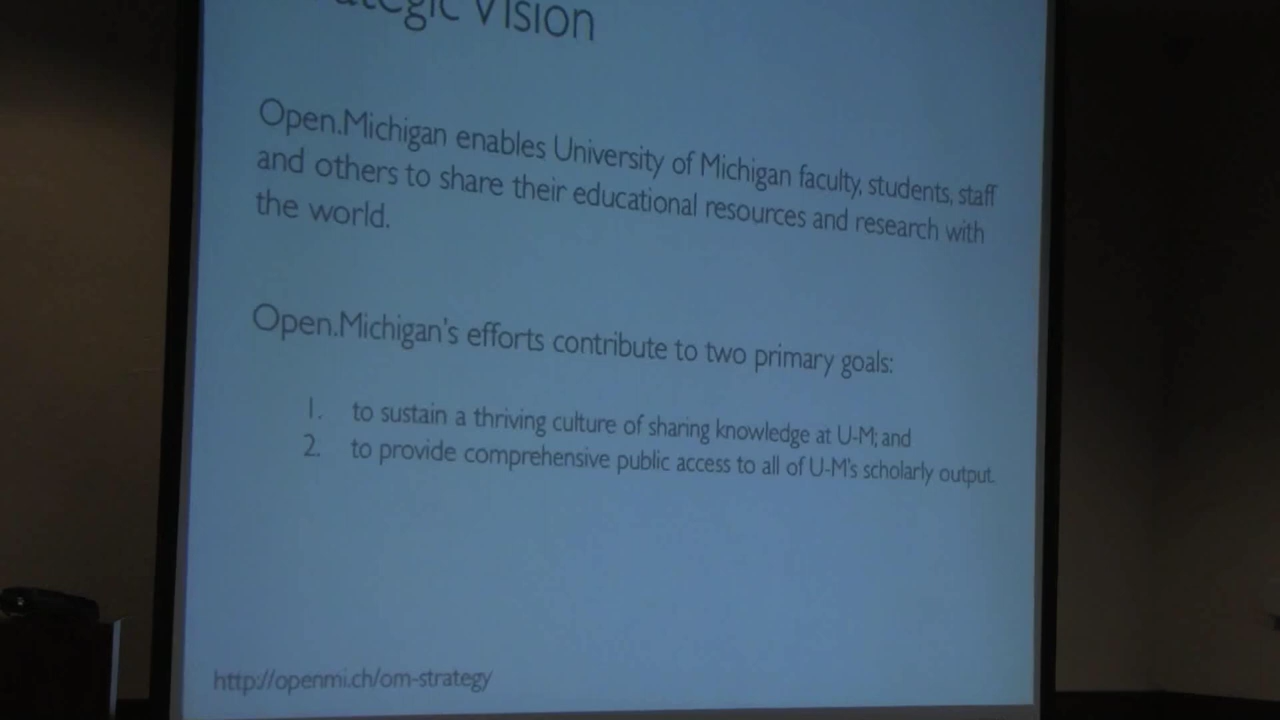 Vision
Open.Michigan enables University of Michigan faculty, students, staff
and others to share their educational resources and research with
the world.
Open.Michigan's efforts contribute to two primary goals:
1. to sustain a thriving culture of sharing knowledge at U-M; and
2. to provide comprehensive public access to all of U-M's scholarly output.
http://openmi.ch/om-strategy/